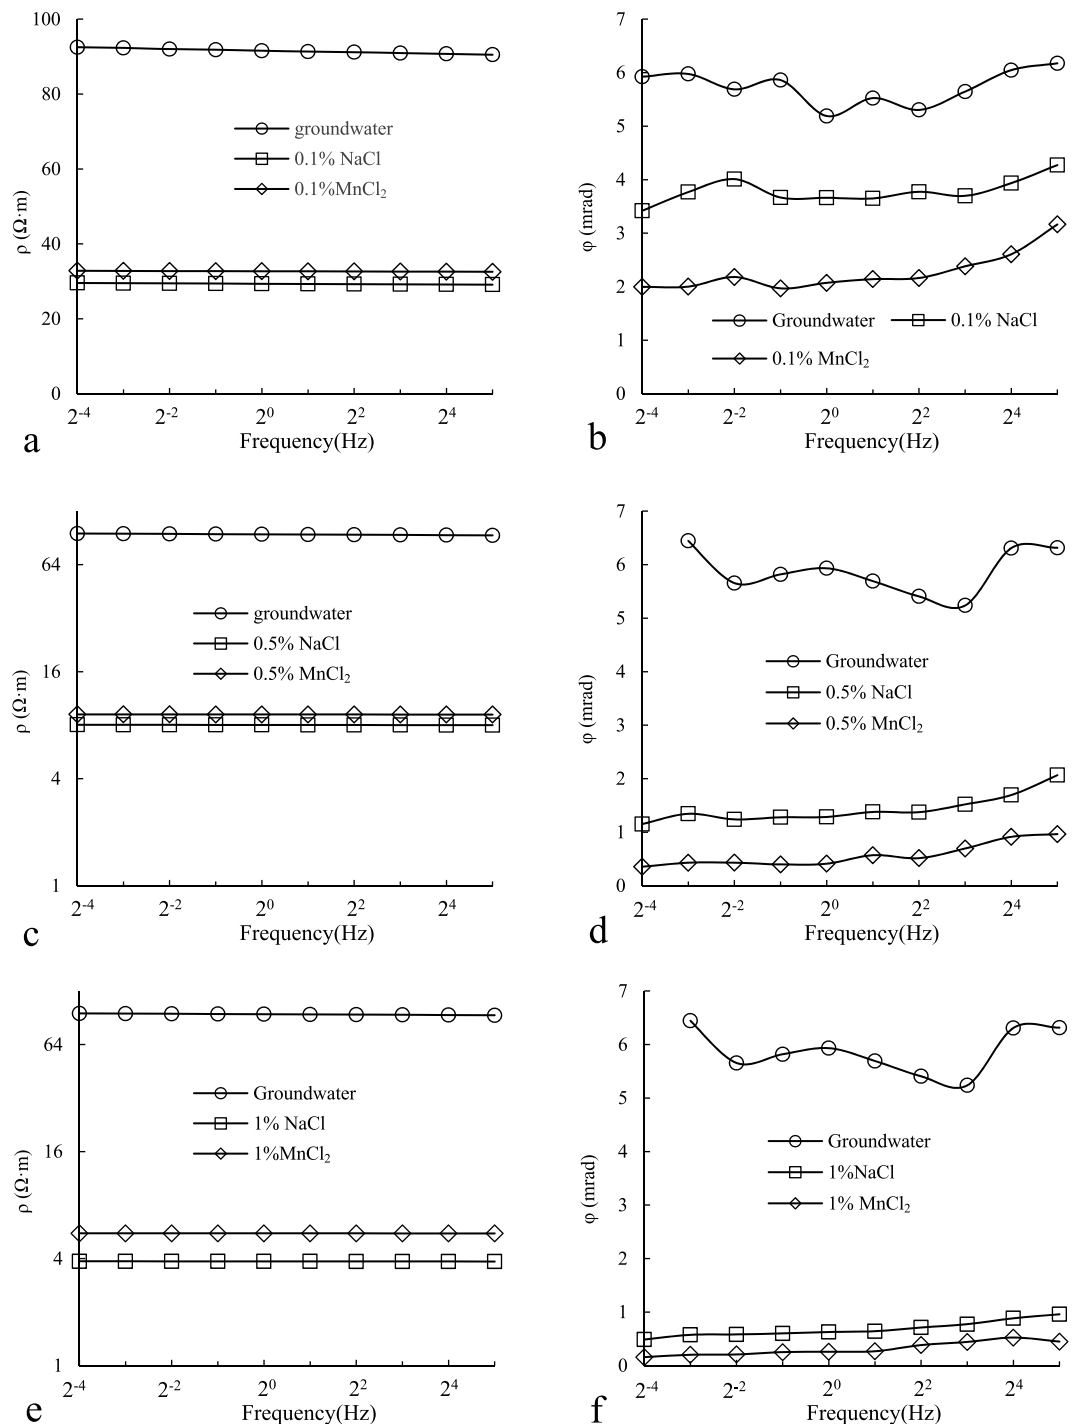 100
80
60
40
20
0
ρ (Ω·m)
groundwater
0.1% NaCl
0.1%MnCl₂
2⁻⁴ 2⁻² 2⁰ 2² 2⁴
Frequency(Hz)
a
7
6
5
4
3
2
1
0
φ (mrad)
Groundwater 0.1% NaCl
0.1% MnCl₂
2⁻⁴ 2⁻² 2⁰ 2² 2⁴
Frequency(Hz)
b
64
16
4
1
ρ (Ω·m)
groundwater
0.5% NaCl
0.5% MnCl₂
2⁻⁴ 2⁻² 2⁰ 2² 2⁴
Frequency(Hz)
c
7
6
5
4
3
2
1
0
φ (mrad)
Groundwater
0.5% NaCl
0.5% MnCl₂
2⁻⁴ 2⁻² 2⁰ 2² 2⁴
Frequency(Hz)
d
64
16
4
1
ρ (Ω·m)
Groundwater
1% NaCl
1%MnCl₂
2⁻⁴ 2⁻² 2⁰ 2² 2⁴
Frequency(Hz)
e
7
6
5
4
3
2
1
0
φ (mrad)
Groundwater
1%NaCl
1% MnCl₂
2⁻⁴ 2⁻² 2⁰ 2² 2⁴
Frequency(Hz)
f